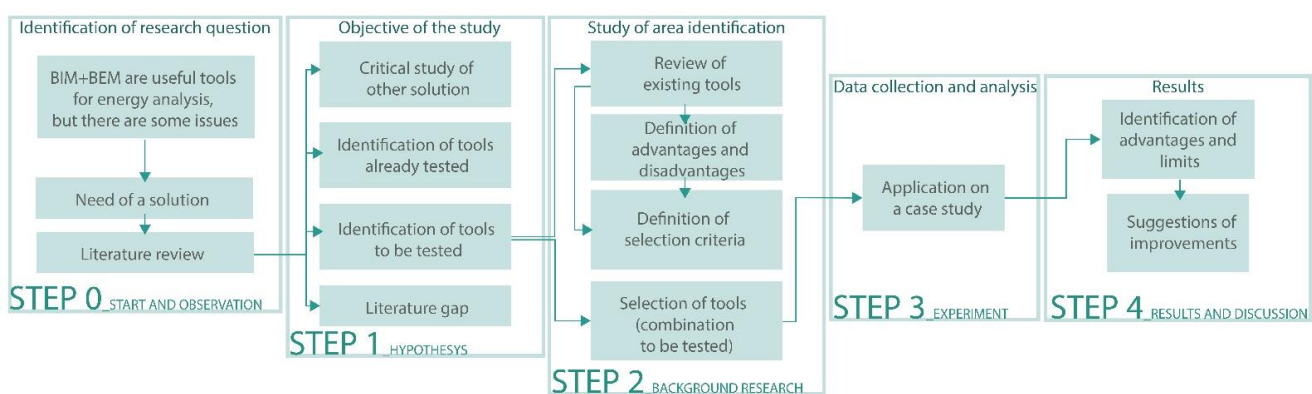 Identification of research question
BIM+BEM are useful tools
for energy analysis,
but there are some issues
Need of a solution
Literature review
STEP 0_START AND OBSERVATION
Objective of the study
Critical study of
other solution
Identification of tools
already tested
Identification of tools
to be tested
Literature gap
STEP 1_HYPOTHESYS
Study of area identification
Review of
existing tools
Definition of
advantages and
disadvantages
Definition of
selection criteria
Selection of tools
(combination
to be tested)
STEP 2_BACKGROUND RESEARCH
Data collection and analysis
Application on
a case study
STEP 3_EXPERIMENT
Results
Identification of
advantages and
limits
Suggestions of
improvements
STEP 4_RESULTS AND DISCUSSION